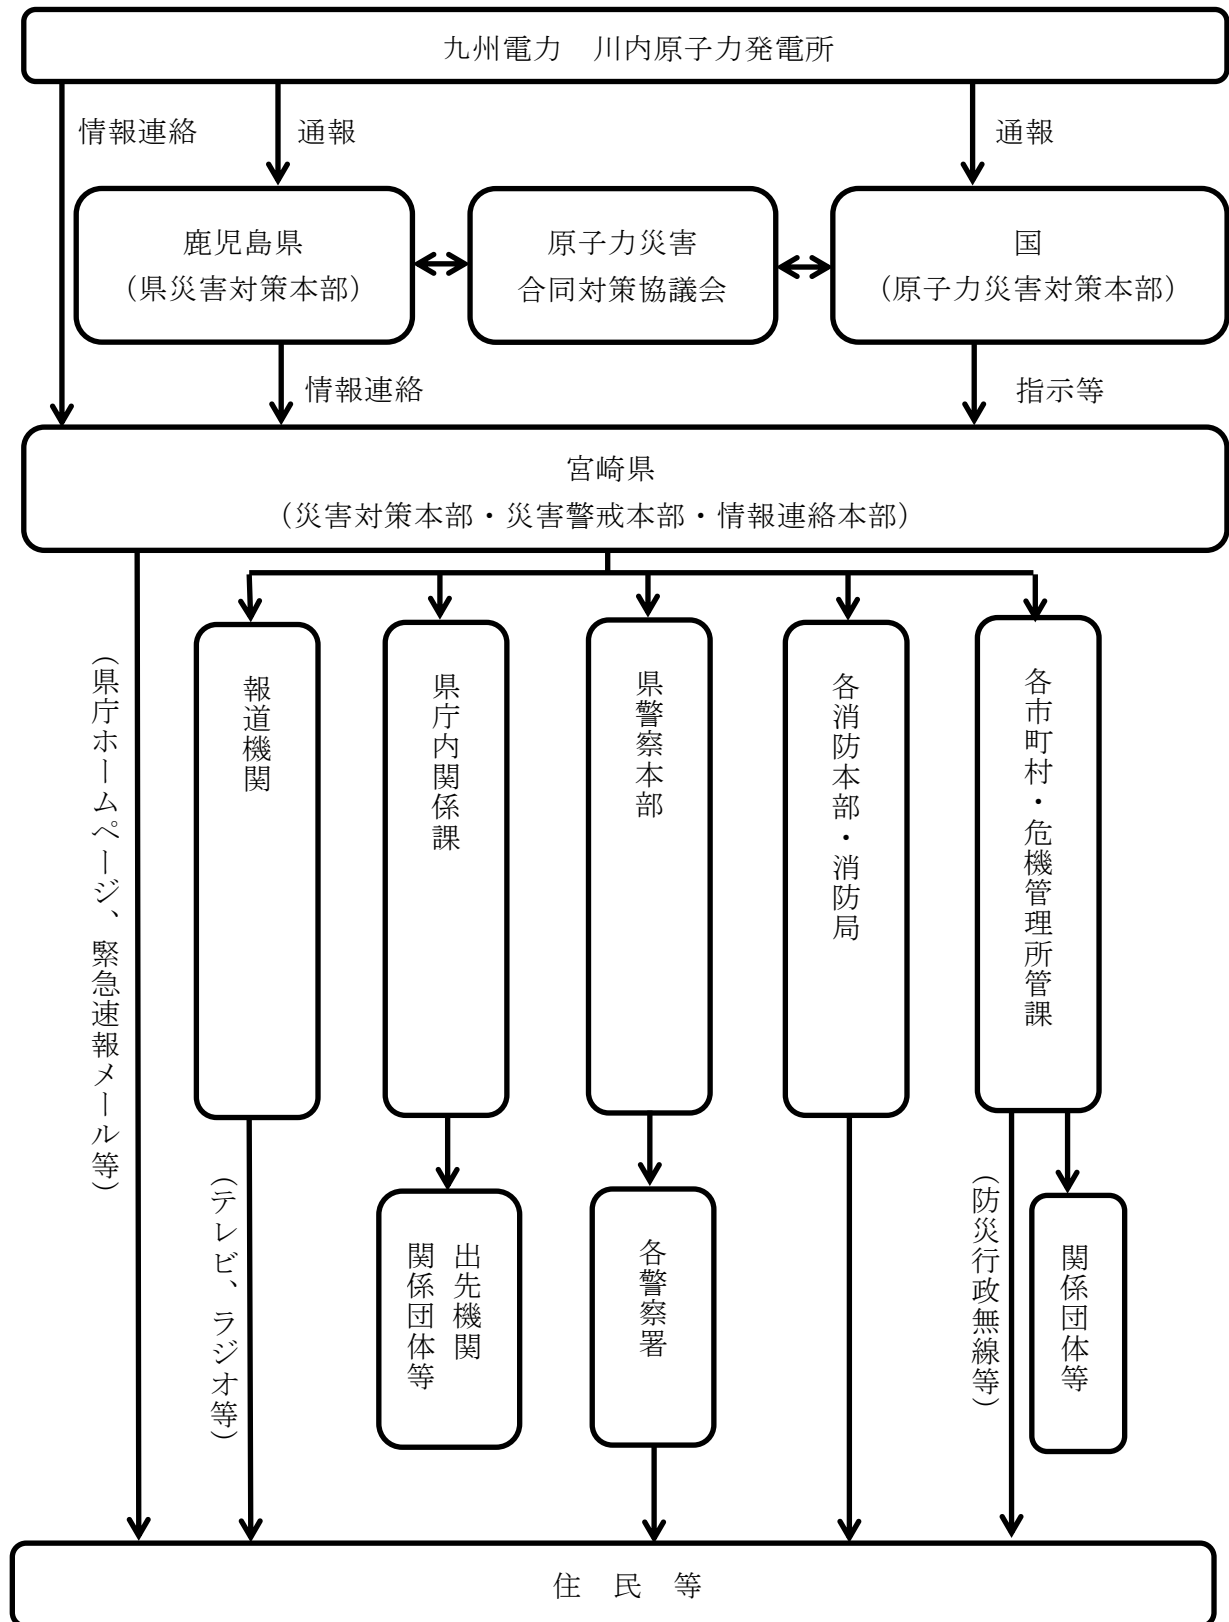 九州電力　川内原子力発電所
情報連絡
通報
通報
鹿児島県
（県災害対策本部）
原子力災害
合同対策協議会
国
（原子力災害対策本部）
情報連絡
指示等
宮崎県
（災害対策本部・災害警戒本部・情報連絡本部）
（県庁ホームページ、緊急速報メール等）
報道機関
県庁内関係課
県警察本部
各消防本部・消防局
各市町村・危機管理所管課
（テレビ、ラジオ等）
出先機関
関係団体等
各警察署
（防災行政無線等）
関係団体等
住　民　等